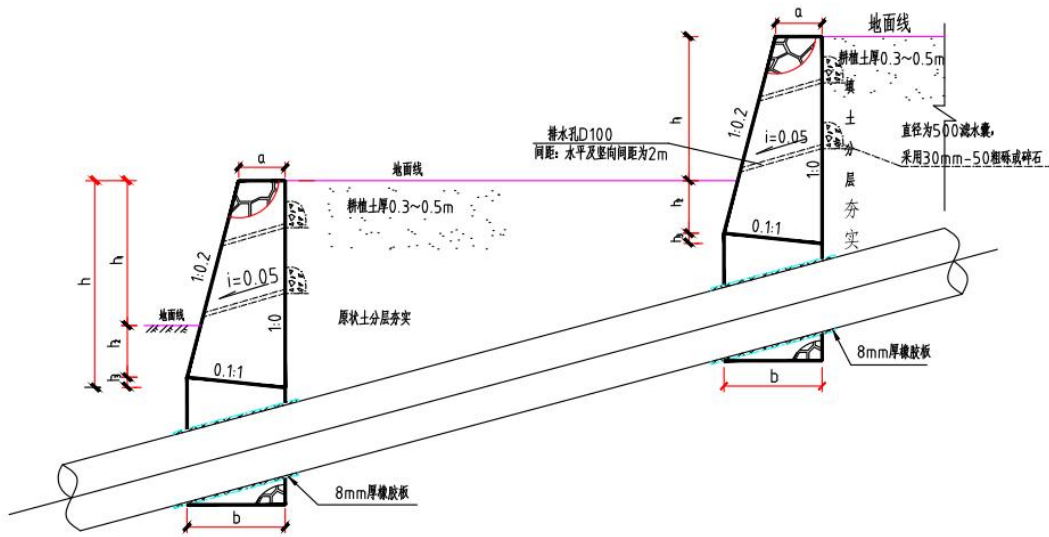 a
地面线
耕植土厚0.3~0.5m
填土分层夯实
h
1:0.2
排水孔D100
间距：水平及竖向间距为2m
i=0.05
1:0
直径为500滤水囊，
采用30mm-50粗砾或碎石
h₂
h₃
0.1:1
8mm厚橡胶板
b
a
地面线
耕植土厚0.3~0.5m
h
h
1:0.2
i=0.05
1:0
地面线
原状土分层夯实
h₂
h₃
0.1:1
8mm厚橡胶板
b